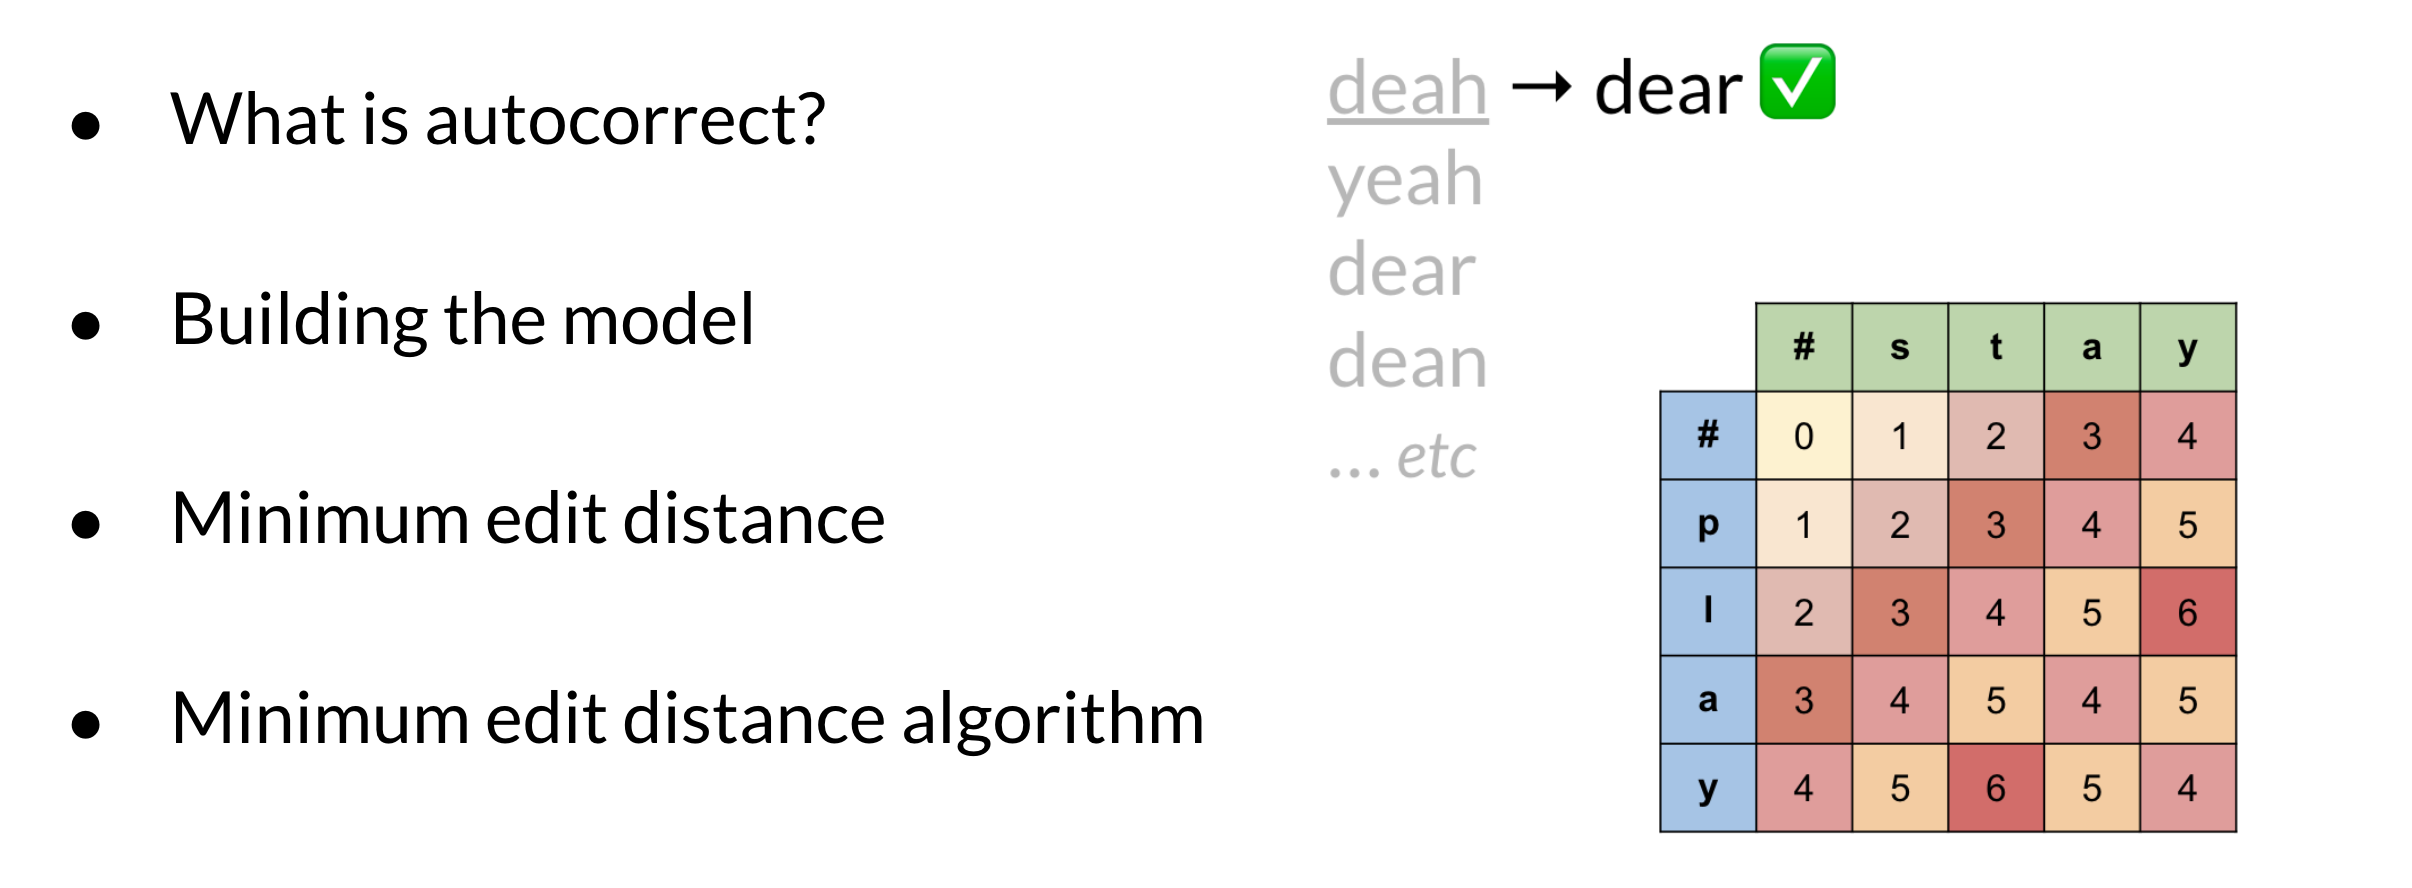 ● What is autocorrect?
● Building the model
● Minimum edit distance
● Minimum edit distance algorithm
deah → dear ✅
yeah
dear
dean
... etc
# s t a y
# 0 1 2 3 4
p 1 2 3 4 5
l 2 3 4 5 6
a 3 4 5 4 5
y 4 5 6 5 4